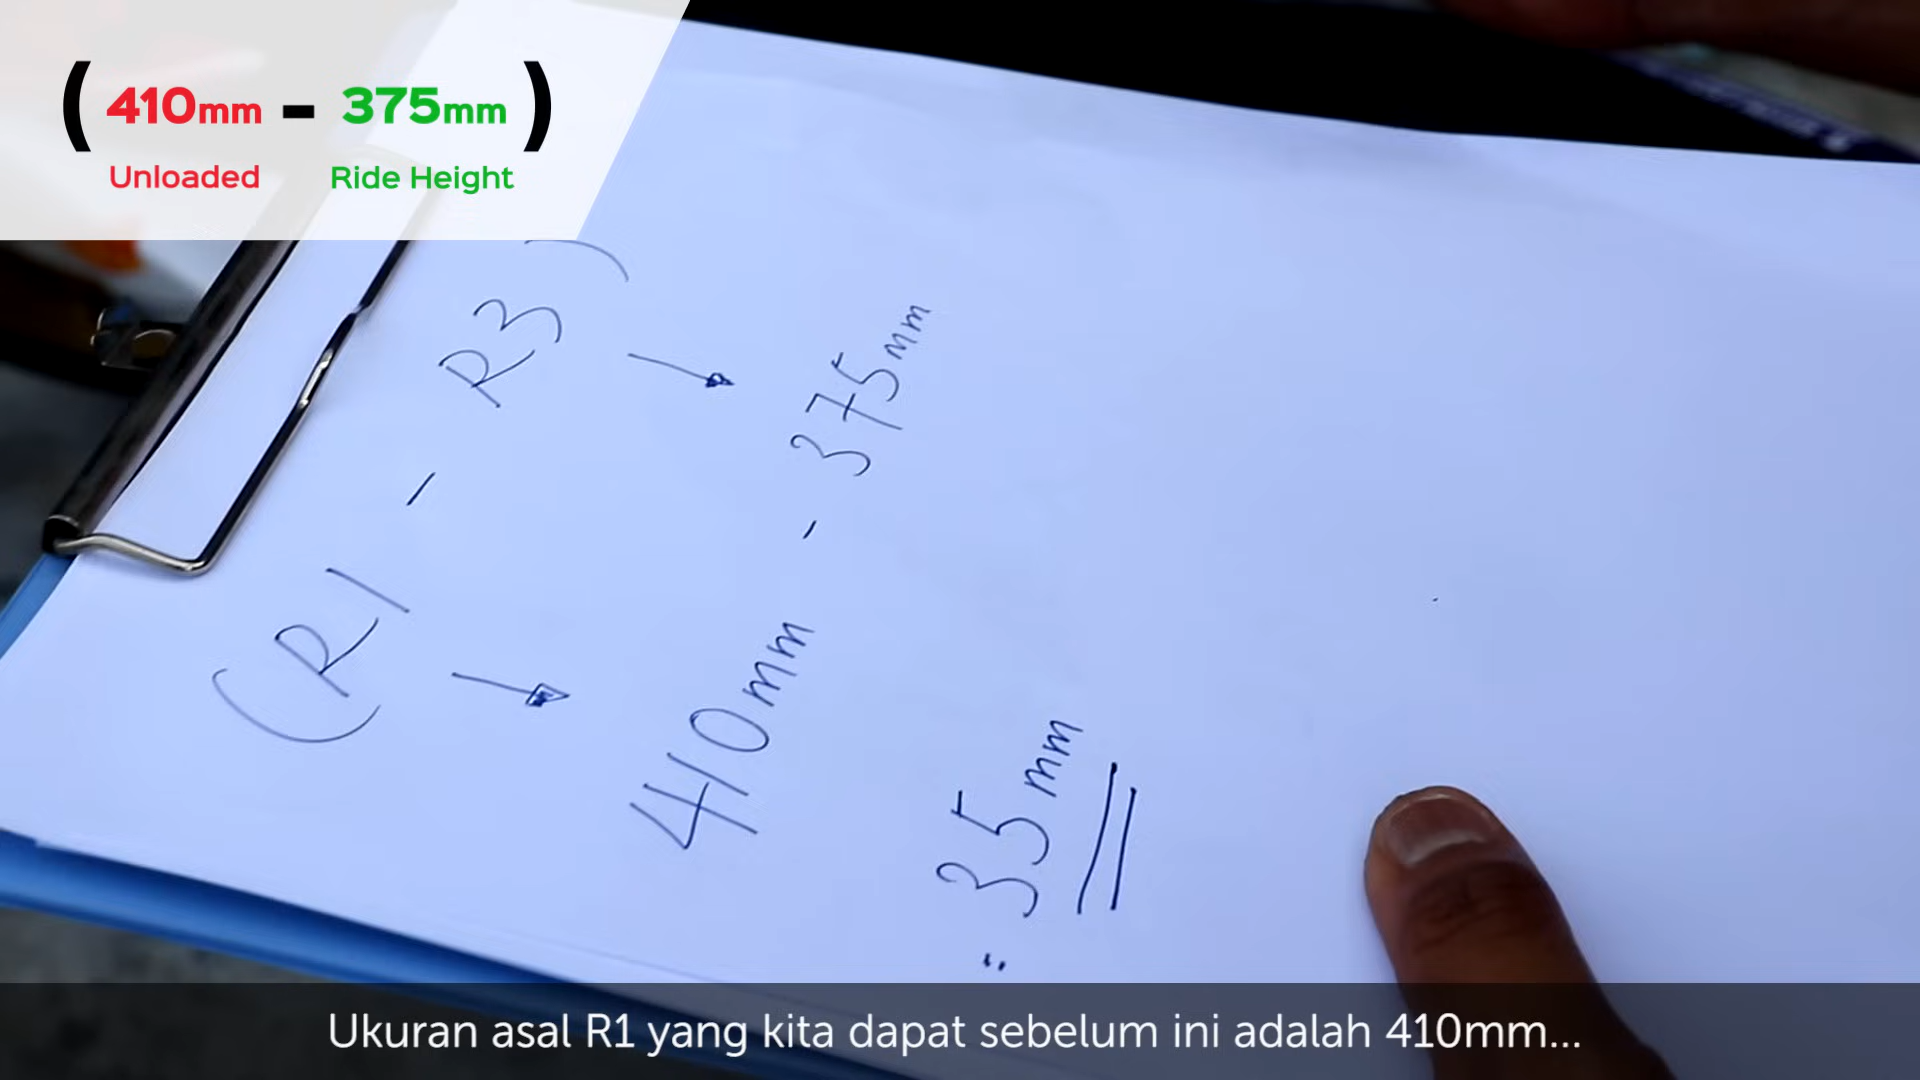 ( 410mm - 375mm )
Unloaded Ride Height
(R1 - R3)
410mm - 375mm
= 35mm
Ukuran asal R1 yang kita dapat sebelum ini adalah 410mm...